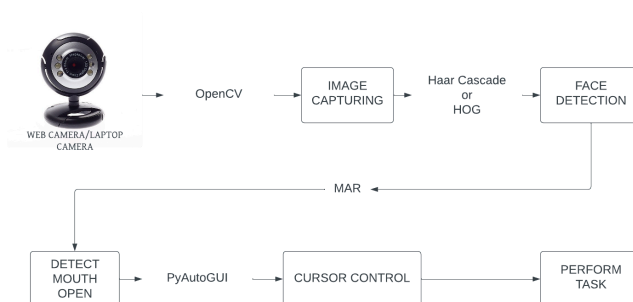 WEB CAMERA/LAPTOP
CAMERA
OpenCV
IMAGE
CAPTURING
Haar Cascade
or
HOG
FACE
DETECTION
MAR
DETECT
MOUTH
OPEN
PyAutoGUI
CURSOR CONTROL
PERFORM
TASK